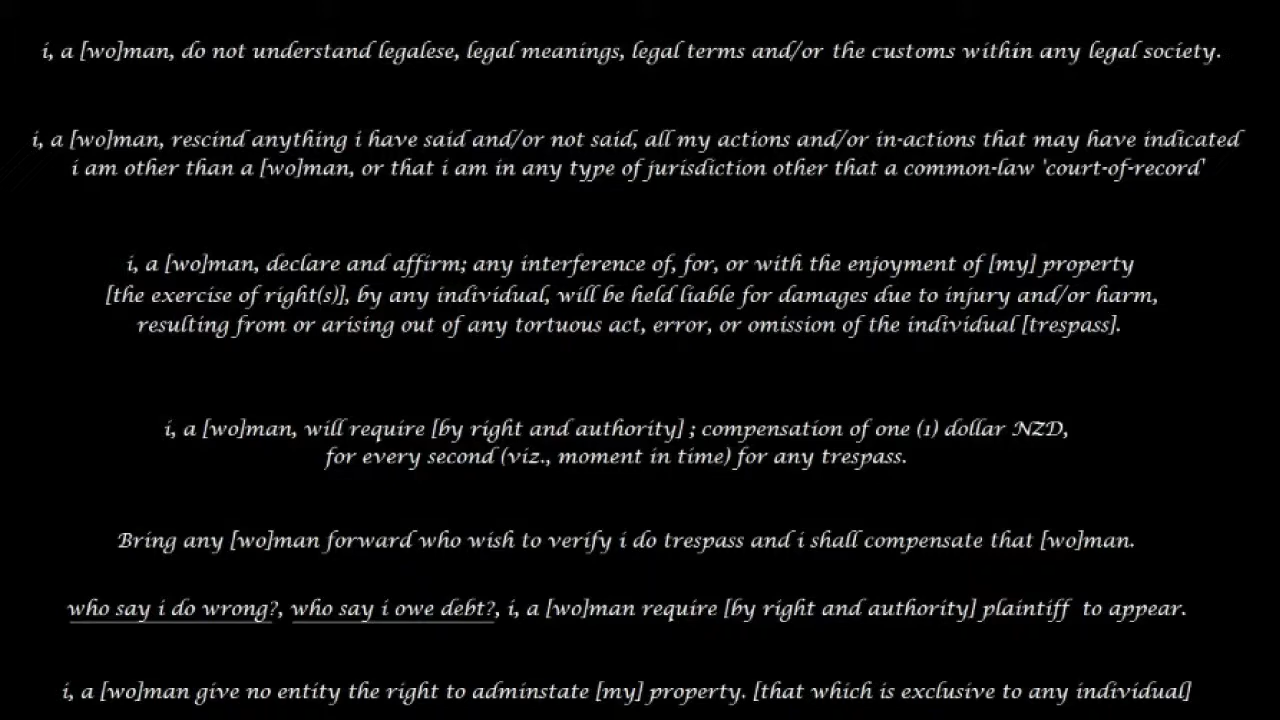 i, a [wo]man, do not understand legalese, legal meanings, legal terms and/or the customs within any legal society.
i, a [wo]man, rescind anything i have said and/or not said, all my actions and/or in-actions that may have indicated
i am other than a [wo]man, or that i am in any type of jurisdiction other that a common-law 'court-of-record'
i, a [wo]man, declare and affirm; any interference of, for, or with the enjoyment of [my] property
[the exercise of right(s)], by any individual, will be held liable for damages due to injury and/or harm,
resulting from or arising out of any tortuous act, error, or omission of the individual [trespass].
i, a [wo]man, will require [by right and authority] ; compensation of one (1) dollar NZD,
for every second (viz., moment in time) for any trespass.
Bring any [wo]man forward who wish to verify i do trespass and i shall compensate that [wo]man.
who say i do wrong?, who say i owe debt?, i, a [wo]man require [by right and authority] plaintiff to appear.
i, a [wo]man give no entity the right to adminstate [my] property. [that which is exclusive to any individual]